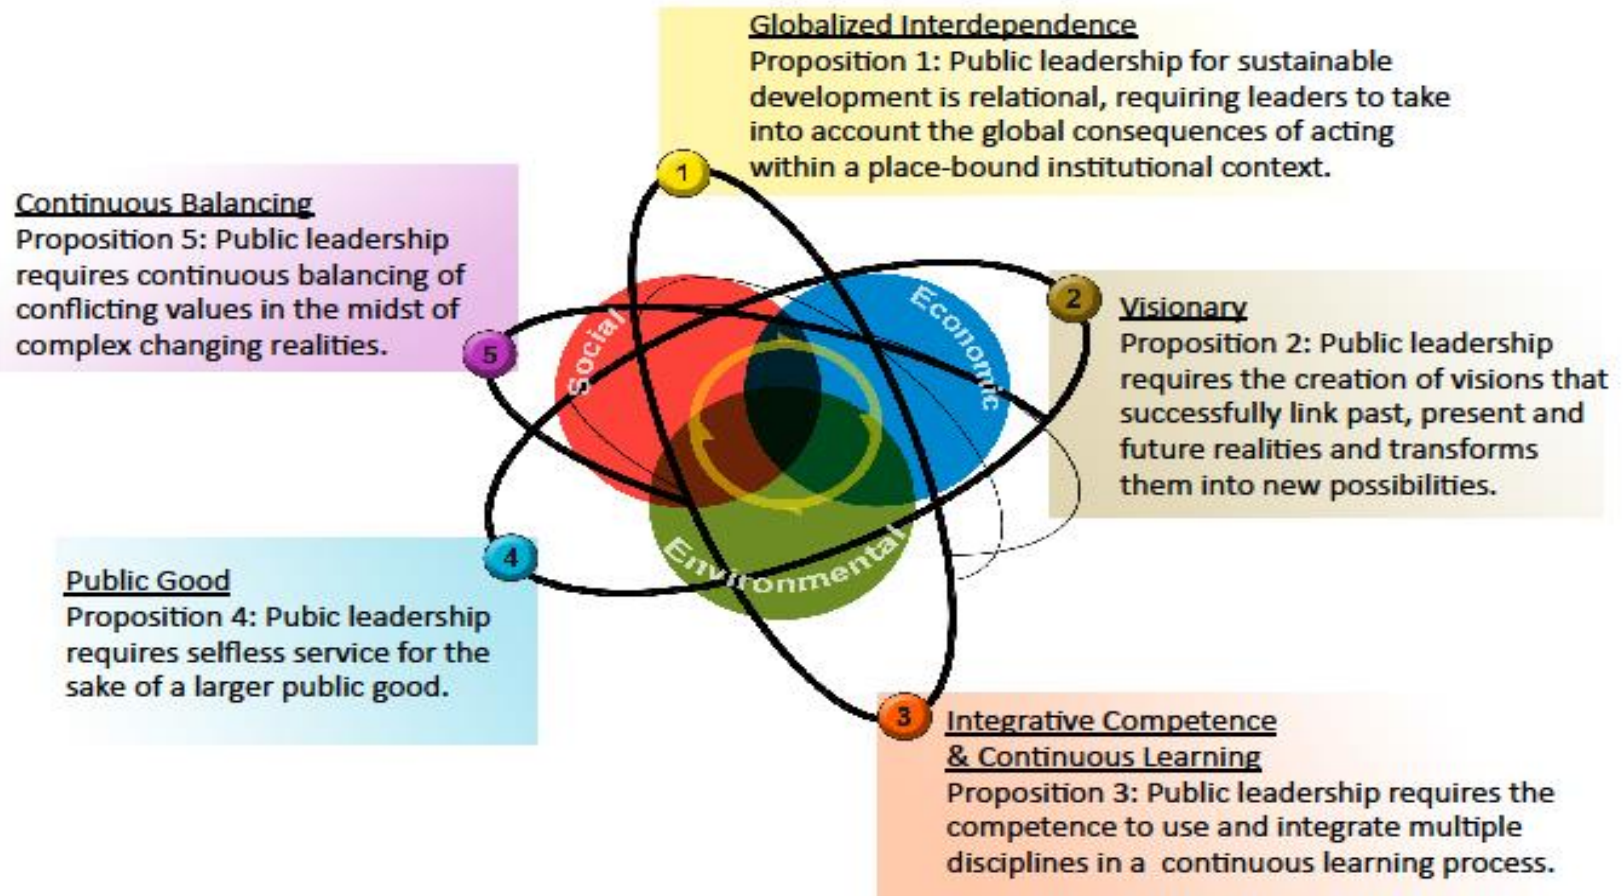 Globalized Interdependence
Proposition 1: Public leadership for sustainable
development is relational, requiring leaders to take
into account the global consequences of acting
within a place-bound institutional context.
1
Continuous Balancing
Proposition 5: Public leadership
requires continuous balancing of
conflicting values in the midst of
complex changing realities.
5
2
Visionary
Proposition 2: Public leadership
requires the creation of visions that
successfully link past, present and
future realities and transforms
them into new possibilities.
Social
Economic
Environmental
4
Public Good
Proposition 4: Pubic leadership
requires selfless service for the
sake of a larger public good.
3
Integrative Competence
& Continuous Learning
Proposition 3: Public leadership requires the
competence to use and integrate multiple
disciplines in a continuous learning process.